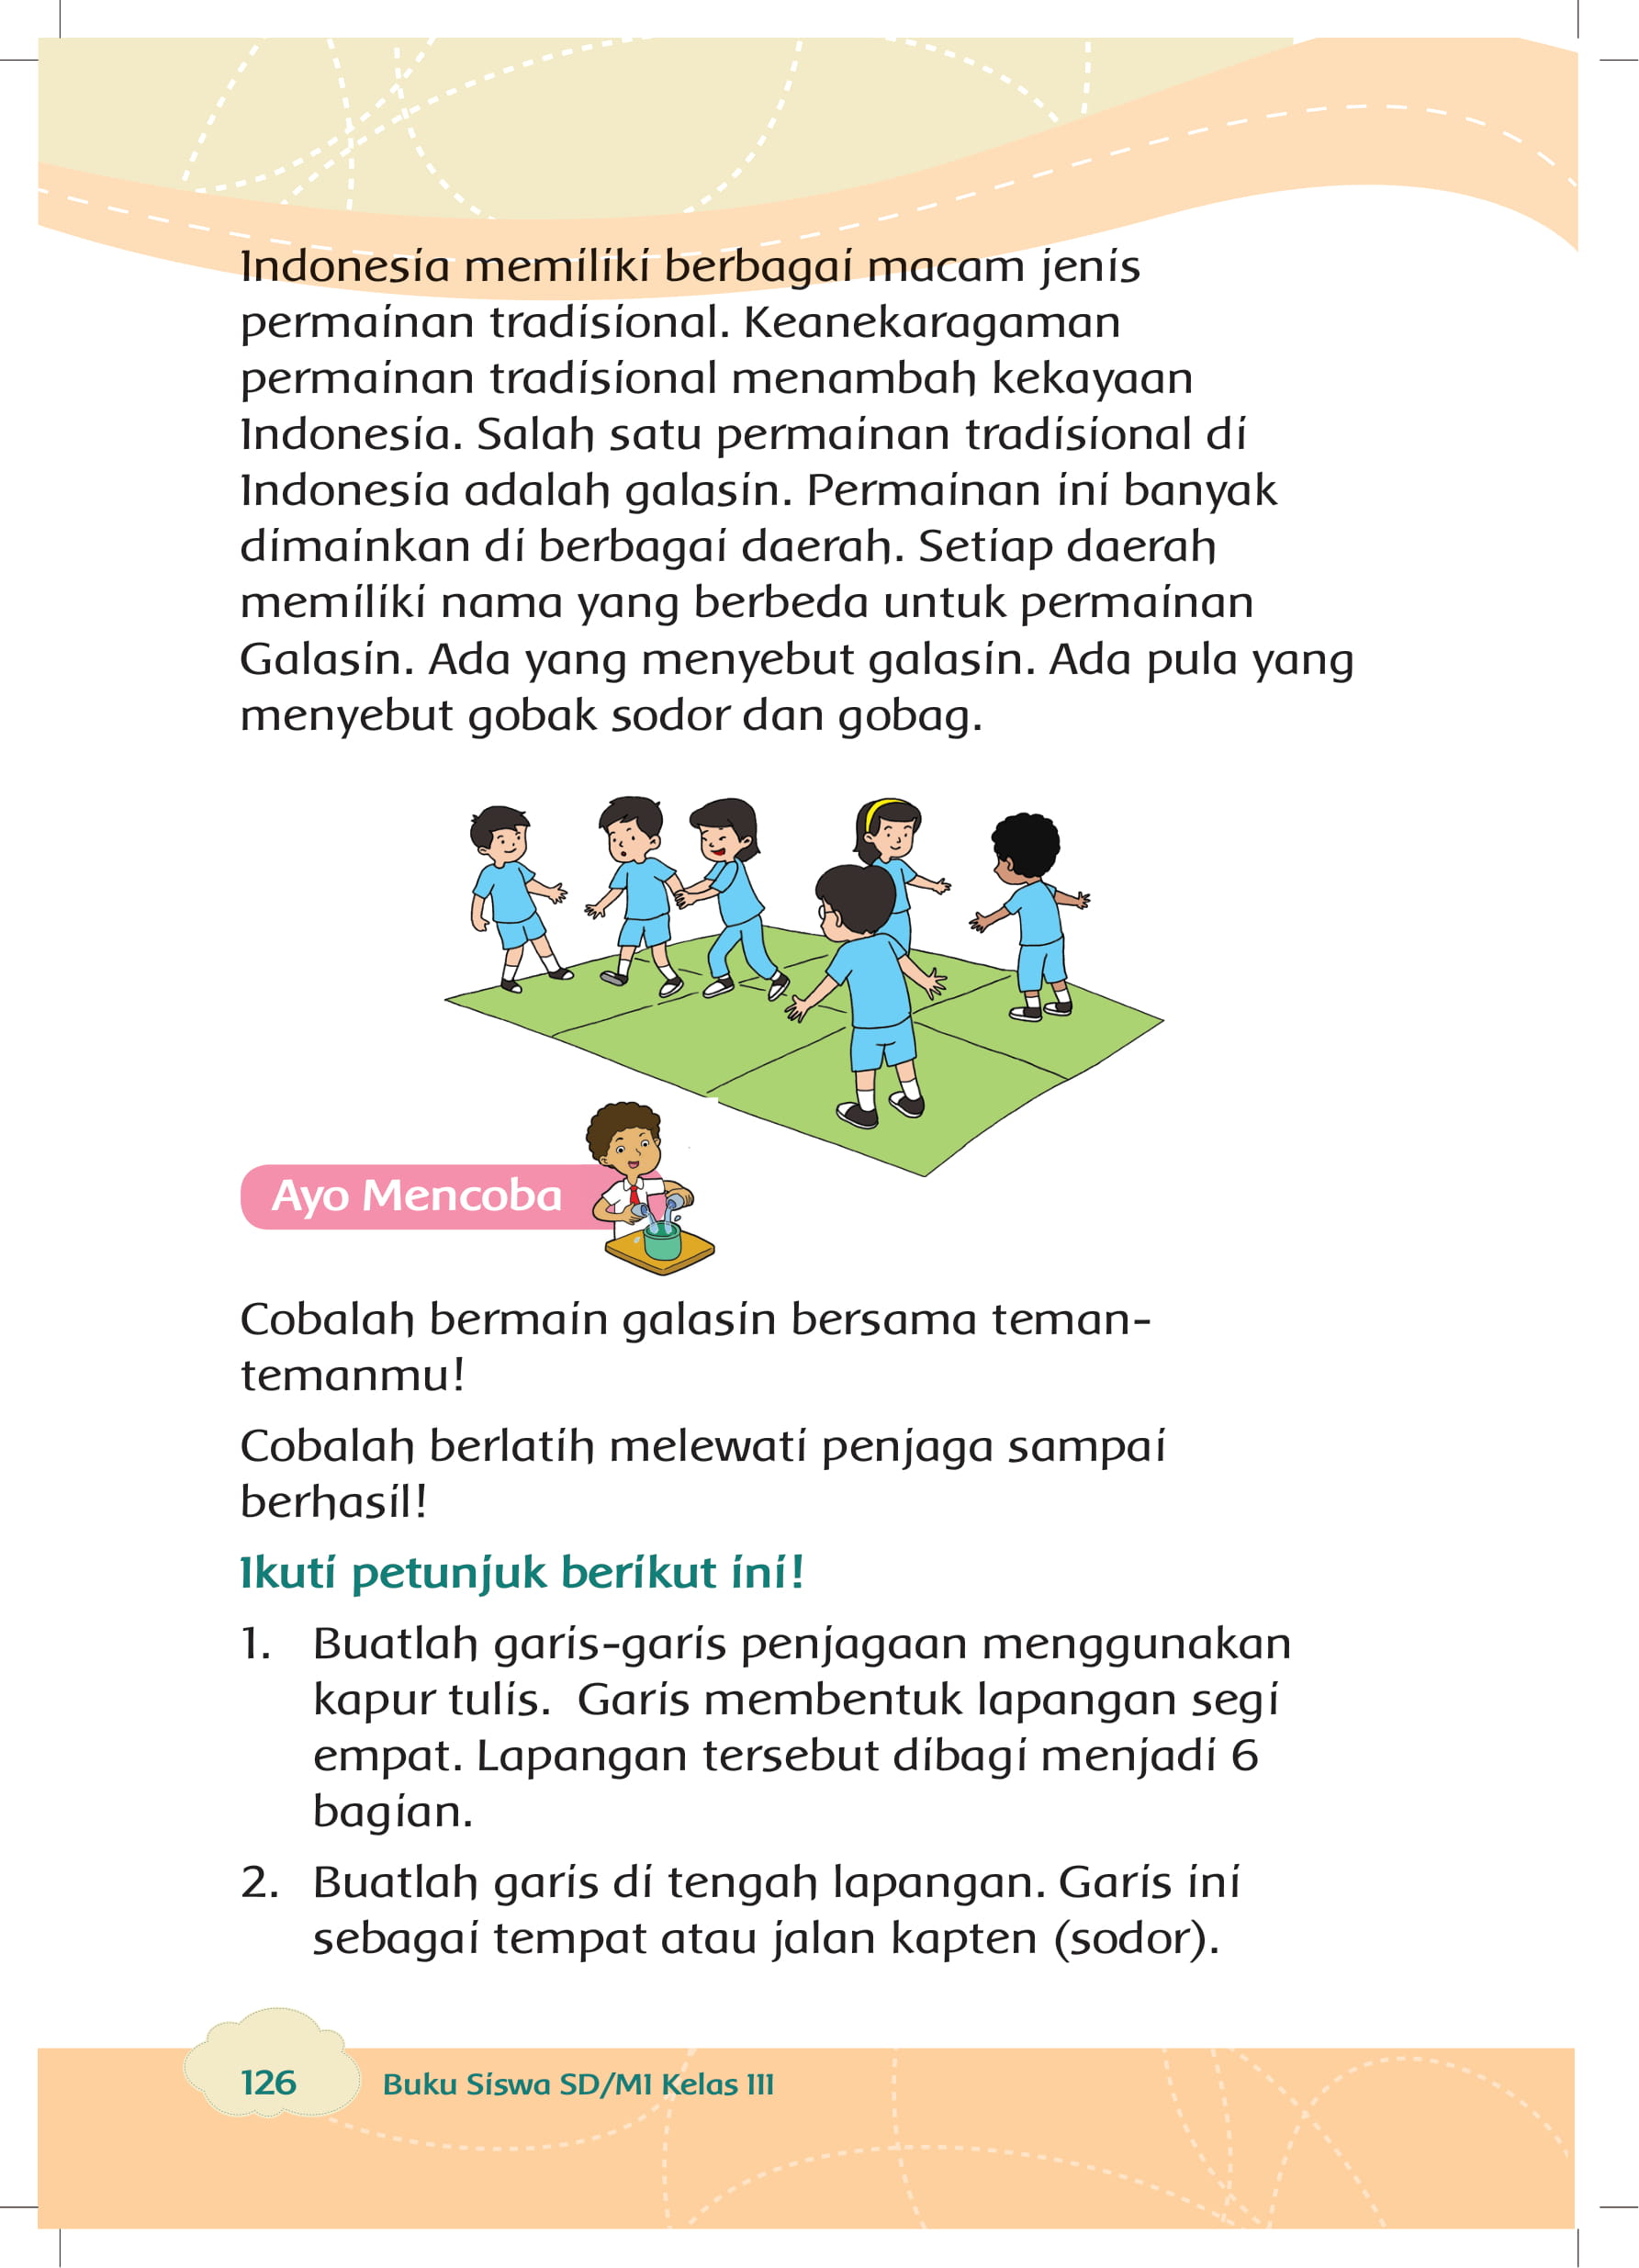 Indonesia memiliki berbagai macam jenis
permainan tradisional. Keanekaragaman
permainan tradisional menambah kekayaan
Indonesia. Salah satu permainan tradisional di
Indonesia adalah galasin. Permainan ini banyak
dimainkan di berbagai daerah. Setiap daerah
memiliki nama yang berbeda untuk permainan
Galasin. Ada yang menyebut galasin. Ada pula yang
menyebut gobak sodor dan gobag.
Ayo Mencoba
Cobalah bermain galasin bersama teman-
temanmu!
Cobalah berlatih melewati penjaga sampai
berhasil!
Ikuti petunjuk berikut ini!
1. Buatlah garis-garis penjagaan menggunakan
kapur tulis. Garis membentuk lapangan segi
empat. Lapangan tersebut dibagi menjadi 6
bagian.
2. Buatlah garis di tengah lapangan. Garis ini
sebagai tempat atau jalan kapten (sodor).
126 Buku Siswa SD/MI Kelas III